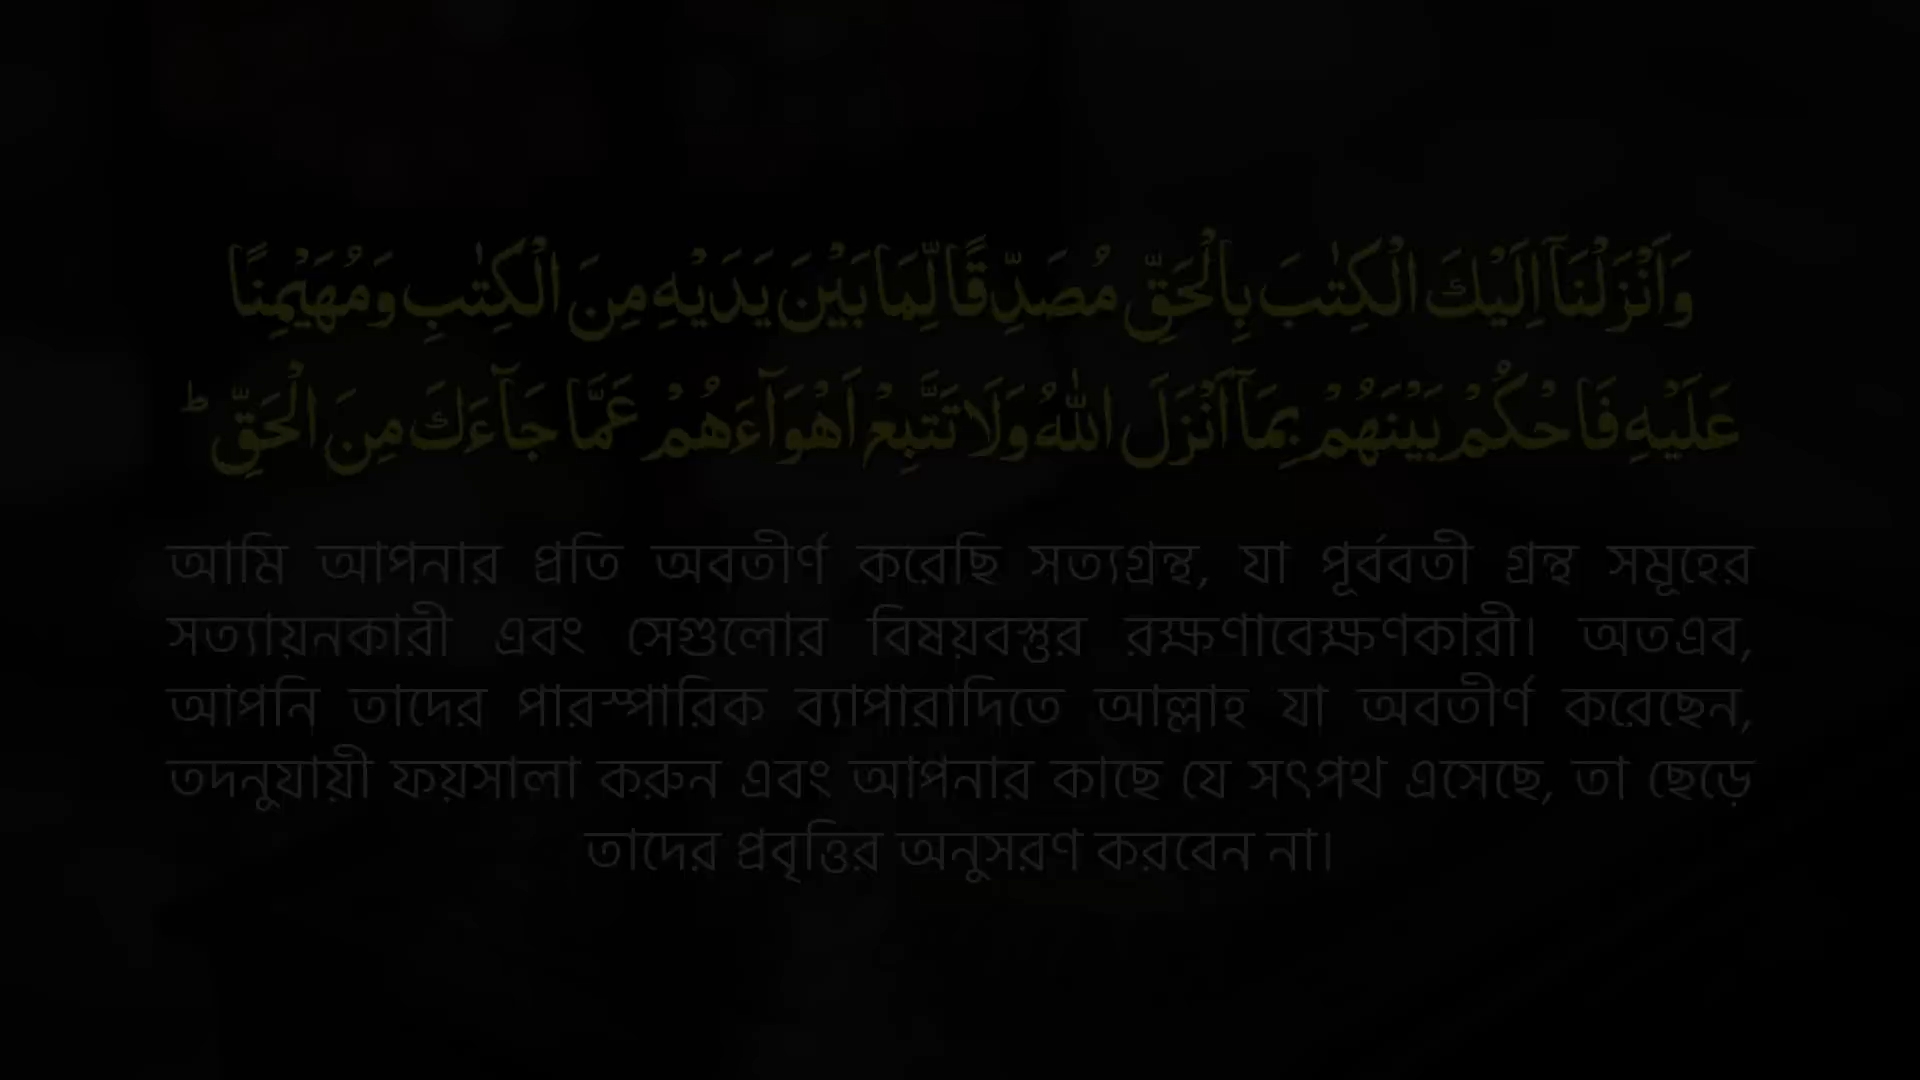 وَاَنْزَلْنَاۤ اِلَيْكَ الْكِتٰبَ بِالْحَقِّ مُصَدِّقًا لِّمَا بَيْنَ يَدَيْهِ مِنَ الْكِتٰبِ وَمُهَيْمِنًا
عَلَيْهِ فَاحْكُمْ بَيْنَهُمْ بِمَاۤ اَنْزَلَ اللّٰهُ وَلَا تَتَّبِعْ اَهْوَآءَهُمْ عَمَّا جَآءَكَ مِنَ الْحَقِّ ؕ
আমি আপনার প্রতি অবতীর্ণ করেছি সত্যগ্রন্থ, যা পূর্ববতী গ্রন্থ সমূহের
সত্যায়নকারী এবং সেগুলোর বিষয়বস্তুর রক্ষণাবেক্ষণকারী। অতএব,
আপনি তাদের পারস্পারিক ব্যাপারাদিতে আল্লাহ যা অবতীর্ণ করেছেন,
তদনুযায়ী ফয়সালা করুন এবং আপনার কাছে যে সৎপথ এসেছে, তা ছেড়ে
তাদের প্রবৃত্তির অনুসরণ করবেন না।